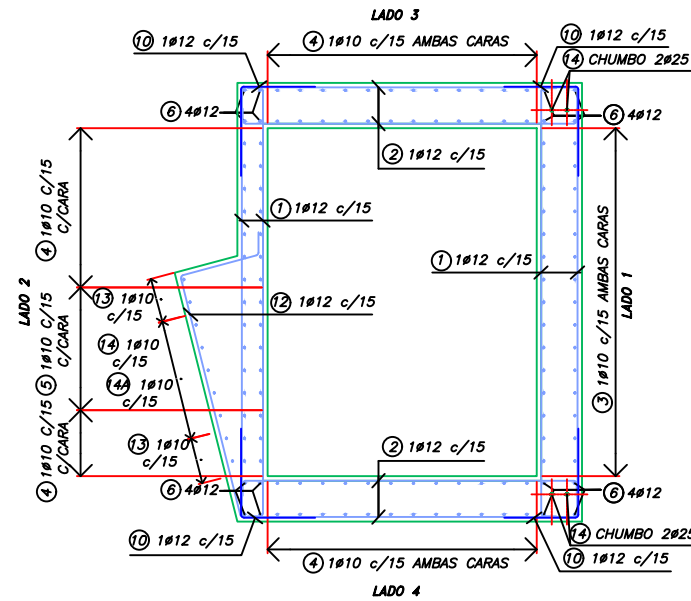 LADO 3
10 1ø12 c/15
4 1ø10 c/15 AMBAS CARAS
10 1ø12 c/15
14 CHUMBO 2ø25
6 4ø12
6 4ø12
2 1ø12 c/15
4 1ø10 c/15
C/CARA
1 1ø12 c/15
1 1ø12 c/15
LADO 2
LADO 1
3 1ø10 c/15 AMBAS CARAS
13 1ø10
c/15
12 1ø12 c/15
5 1ø10 c/15
C/CARA
14 1ø10
c/15
14A 1ø10
c/15
4 1ø10 c/15
C/CARA
13 1ø10
c/15
2 1ø12 c/15
6 4ø12
6 4ø12
10 1ø12 c/15
14 CHUMBO 2ø25
4 1ø10 c/15 AMBAS CARAS
10 1ø12 c/15
LADO 4